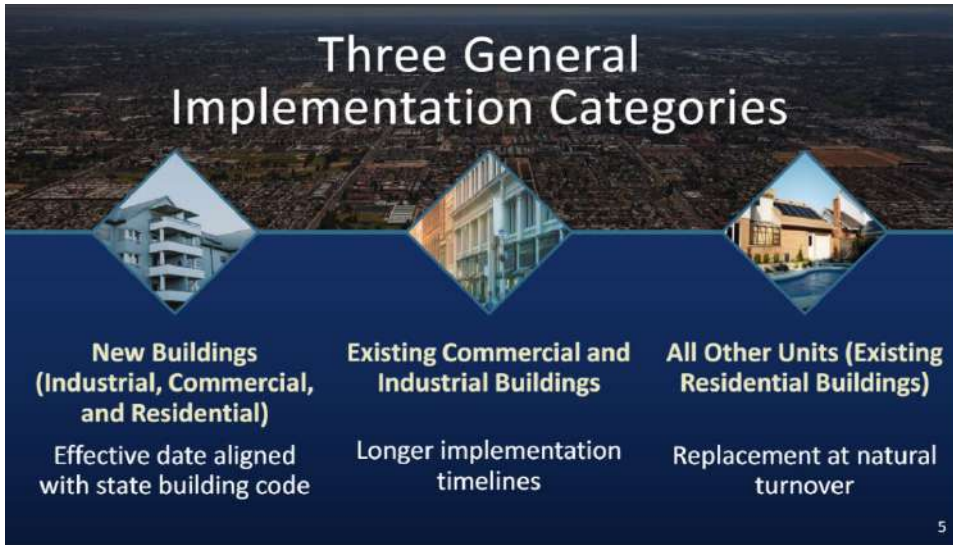 Three General
Implementation Categories
New Buildings
(Industrial, Commercial,
and Residential)
Effective date aligned
with state building code
Existing Commercial and
Industrial Buildings
Longer implementation
timelines
All Other Units (Existing
Residential Buildings)
Replacement at natural
turnover
5